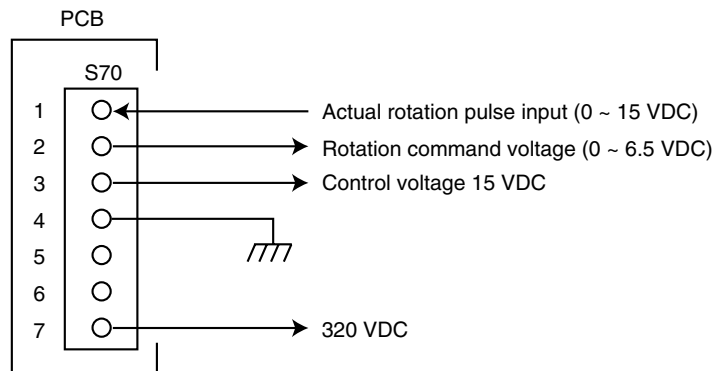 PCB
S70
1 Actual rotation pulse input (0 ~ 15 VDC)
2 Rotation command voltage (0 ~ 6.5 VDC)
3 Control voltage 15 VDC
4
5
6
7 320 VDC